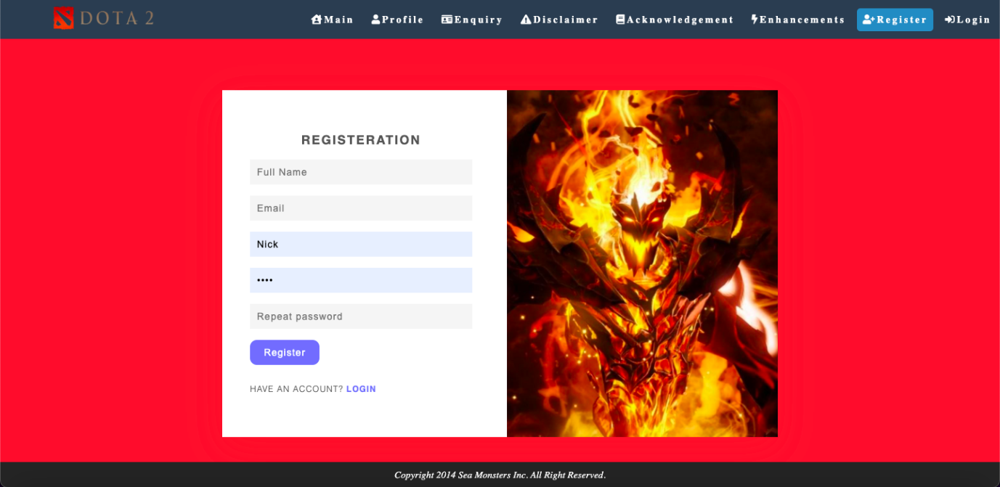 DOTA 2
Main Profile Enquiry Disclaimer Acknowledgement Enhancements Register Login
REGISTERATION
Full Name
Email
Nick
••••
Repeat password
Register
HAVE AN ACCOUNT? LOGIN
Copyright 2014 Sea Monsters Inc. All Right Reserved.